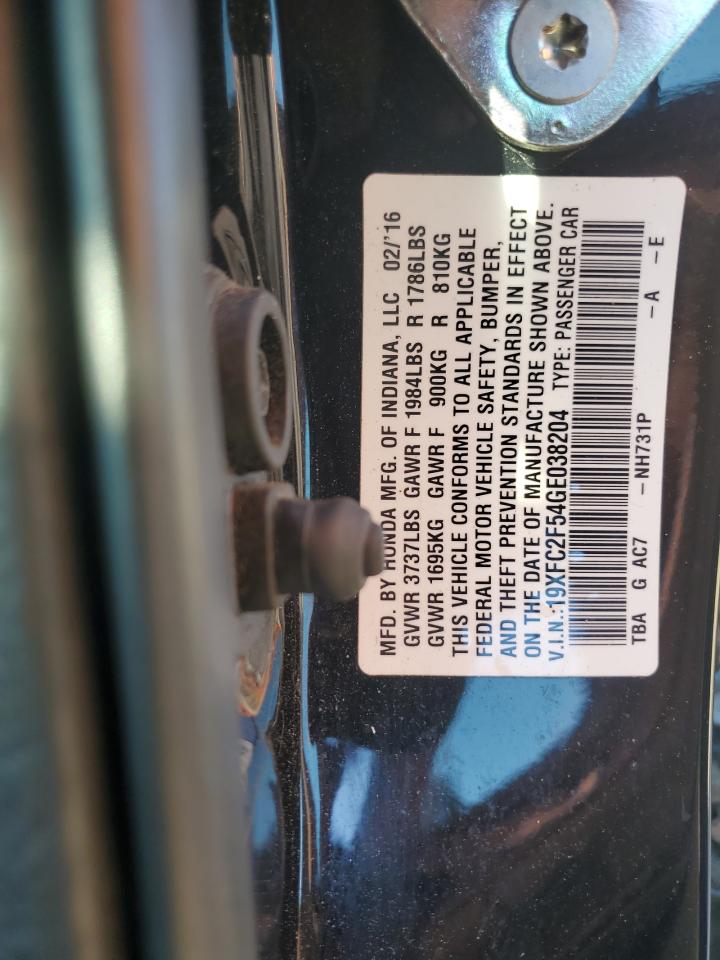 MFD. BY HONDA MFG. OF INDIANA, LLC 02/'16
GVWR 3737LBS GAWR F 1984LBS R 1786LBS
GVWR 1695KG GAWR F 900KG R 810KG
THIS VEHICLE CONFORMS TO ALL APPLICABLE
FEDERAL MOTOR VEHICLE SAFETY, BUMPER,
AND THEFT PREVENTION STANDARDS IN EFFECT
ON THE DATE OF MANUFACTURE SHOWN ABOVE.
V.I.N.:19XFC2F54GE038204 TYPE: PASSENGER CAR
TBA G AC7 -NH731P -A -E